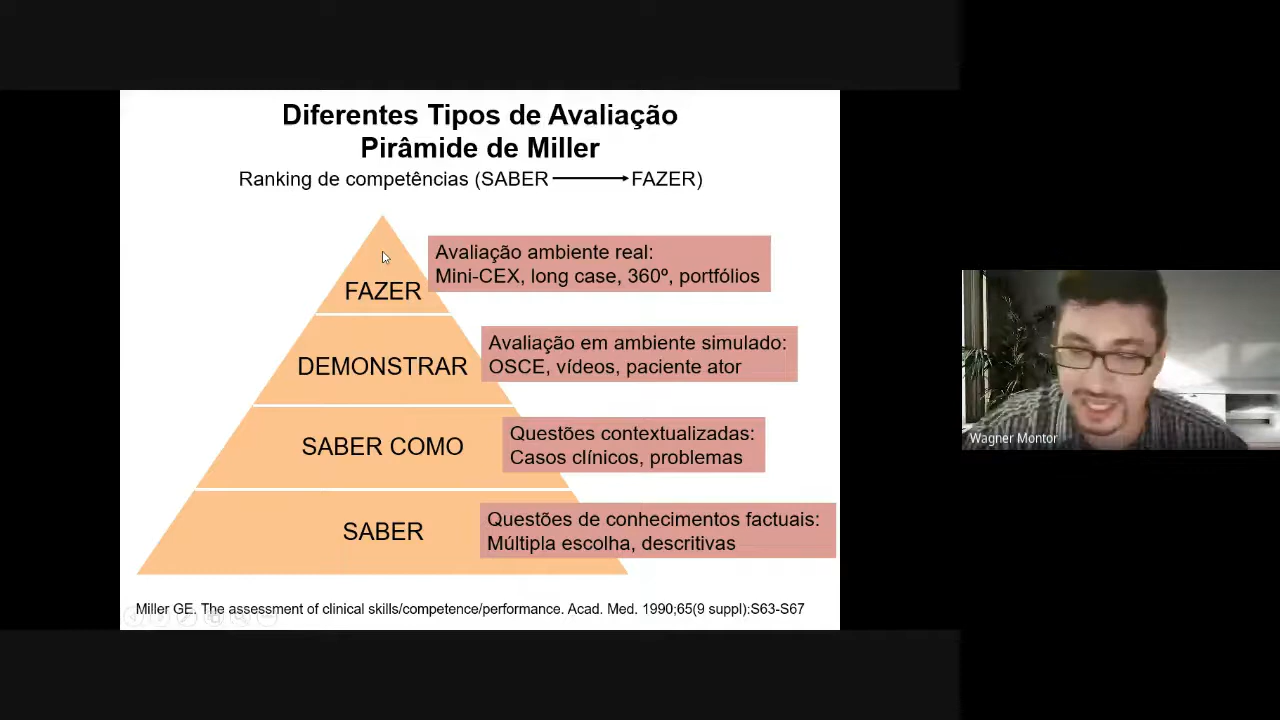 Diferentes Tipos de Avaliação
Pirâmide de Miller
Ranking de competências (SABER FAZER)
Avaliação ambiente real:
Mini-CEX, long case, 360º, portfólios
FAZER
Avaliação em ambiente simulado:
OSCE, vídeos, paciente ator
DEMONSTRAR
Questões contextualizadas:
Casos clínicos, problemas
SABER COMO
Questões de conhecimentos factuais:
Múltipla escolha, descritivas
SABER
Miller GE. The assessment of clinical skills/competence/performance. Acad. Med. 1990;65(9 suppl):S63-S67
Wagner Montor